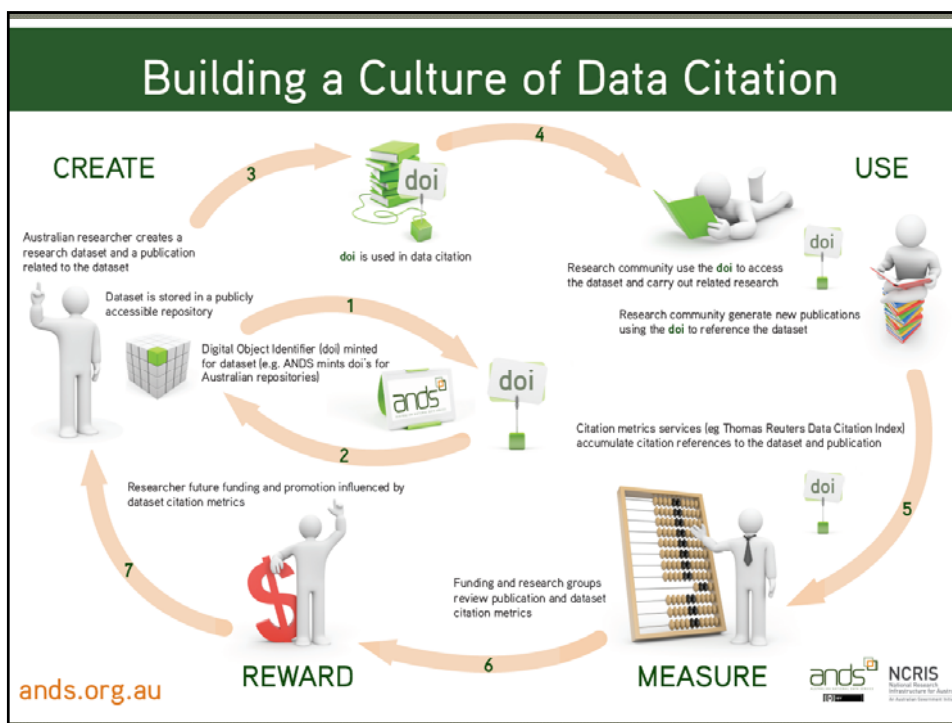 Building a Culture of Data Citation
CREATE
3
4
USE
doi
doi is used in data citation
Australian researcher creates a
research dataset and a publication
related to the dataset
Dataset is stored in a publicly
accessible repository
1
Digital Object Identifier (doi) minted
for dataset (e.g. ANDS mints doi's for
Australian repositories)
ands
doi
2
Research community use the doi to access
the dataset and carry out related research
doi
Research community generate new publications
using the doi to reference the dataset
Citation metrics services (eg Thomas Reuters Data Citation Index)
accumulate citation references to the dataset and publication
doi
5
Researcher future funding and promotion influenced by
dataset citation metrics
7
Funding and research groups
review publication and dataset
citation metrics
6
REWARD
MEASURE
ands.org.au
ands
NCRIS
National Research
Infrastructure for Austra
An Australian Government